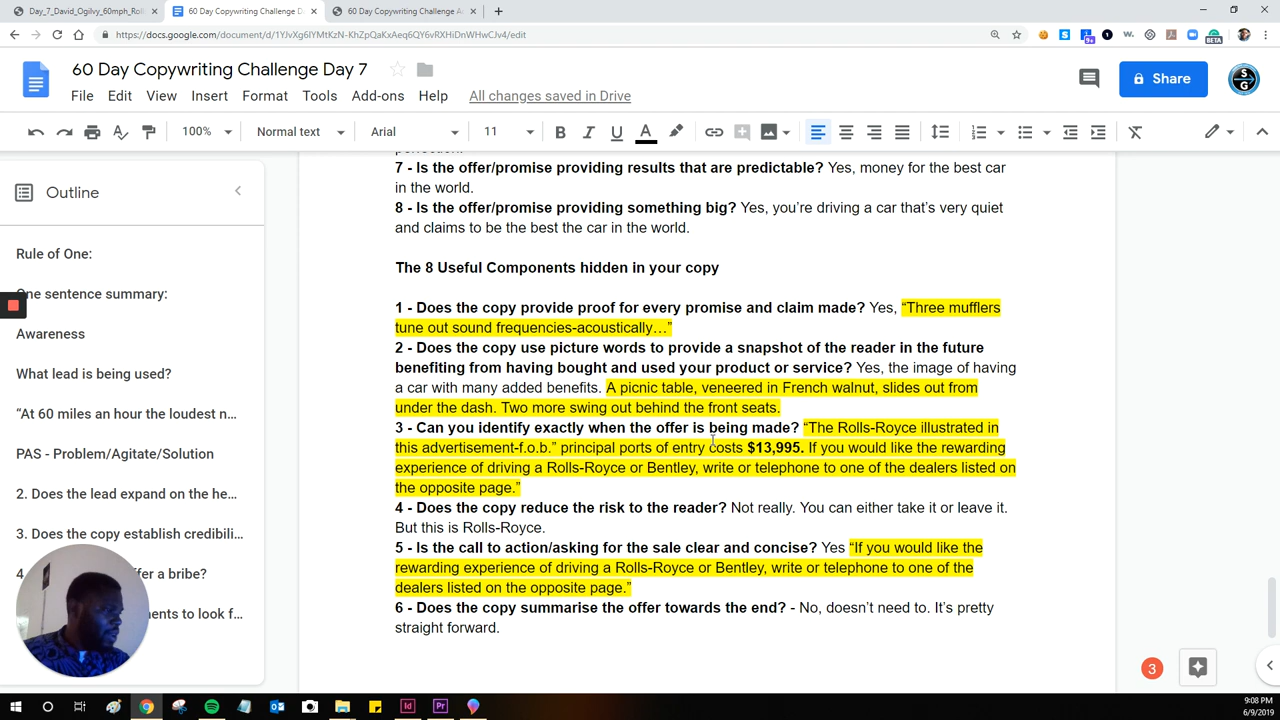 Day_7_David_Ogilvy_60mph_Roll
60 Day Copywriting Challenge D
60 Day Copywriting Challenge A
https://docs.google.com/document/d/1YJvXg6lYMtKzN-KhZpQaKxAeq6QY6vRXHiDnWHwCJv4/edit
60 Day Copywriting Challenge Day 7
File Edit View Insert Format Tools Add-ons Help All changes saved in Drive
Share
100% Normal text Arial 11
Outline
Rule of One:
One sentence summary:
Awareness
What lead is being used?
“At 60 miles an hour the loudest n...
PAS - Problem/Agitate/Solution
2. Does the lead expand on the he...
3. Does the copy establish credibili...
4
ffer a bribe?
ents to look f...
7 - Is the offer/promise providing results that are predictable? Yes, money for the best car
in the world.
8 - Is the offer/promise providing something big? Yes, you’re driving a car that’s very quiet
and claims to be the best the car in the world.
The 8 Useful Components hidden in your copy
1 - Does the copy provide proof for every promise and claim made? Yes, “Three mufflers
tune out sound frequencies-acoustically…”
2 - Does the copy use picture words to provide a snapshot of the reader in the future
benefiting from having bought and used your product or service? Yes, the image of having
a car with many added benefits. A picnic table, veneered in French walnut, slides out from
under the dash. Two more swing out behind the front seats.
3 - Can you identify exactly when the offer is being made? “The Rolls-Royce illustrated in
this advertisement-f.o.b.” principal ports of entry costs $13,995. If you would like the rewarding
experience of driving a Rolls-Royce or Bentley, write or telephone to one of the dealers listed on
the opposite page.”
4 - Does the copy reduce the risk to the reader? Not really. You can either take it or leave it.
But this is Rolls-Royce.
5 - Is the call to action/asking for the sale clear and concise? Yes “If you would like the
rewarding experience of driving a Rolls-Royce or Bentley, write or telephone to one of the
dealers listed on the opposite page.”
6 - Does the copy summarise the offer towards the end? - No, doesn’t need to. It’s pretty
straight forward.
3
9:08 PM
6/9/2019